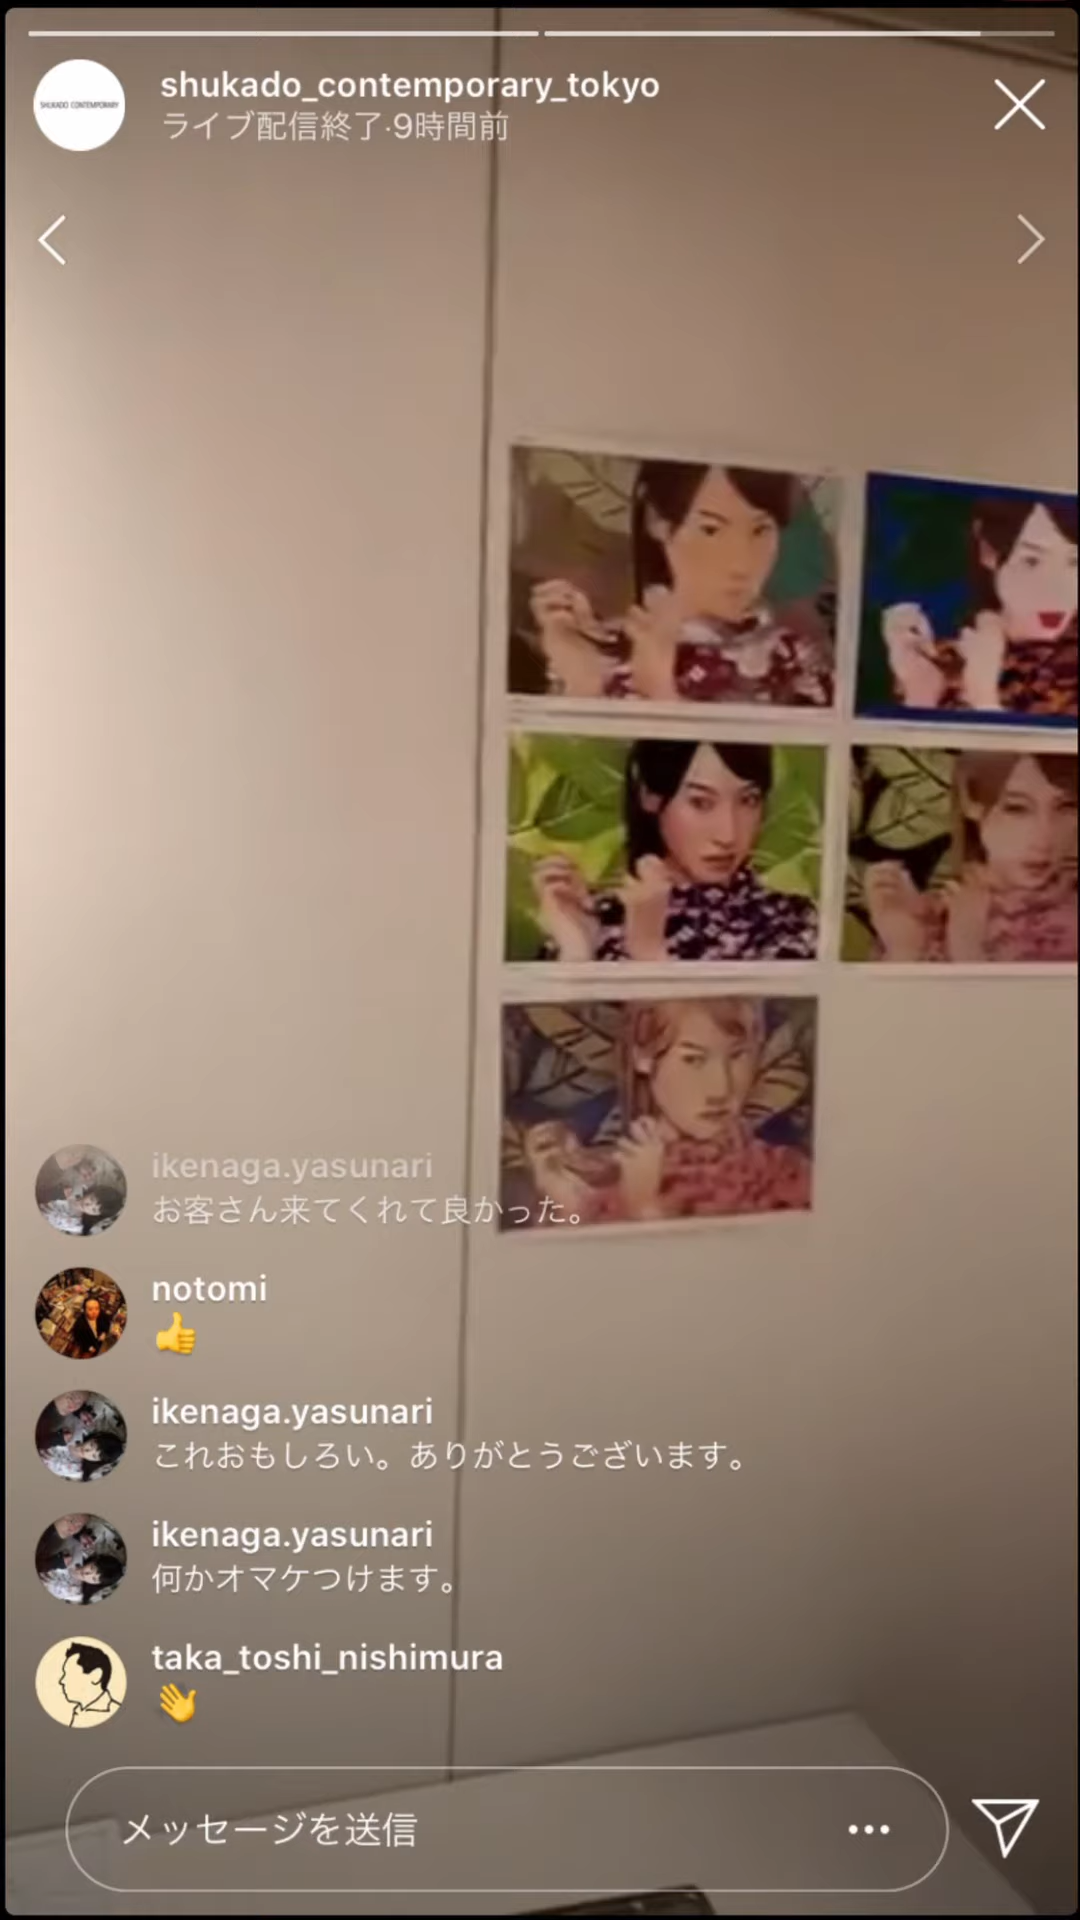 SHUKADO CONTEMPORARY
shukado_contemporary_tokyo
ライブ配信終了·9時間前
ikenaga.yasunari
お客さん来てくれて良かった。
notomi
👍
ikenaga.yasunari
これおもしろい。ありがとうございます。
ikenaga.yasunari
何かオマケつけます。
taka_toshi_nishimura
👋
メッセージを送信